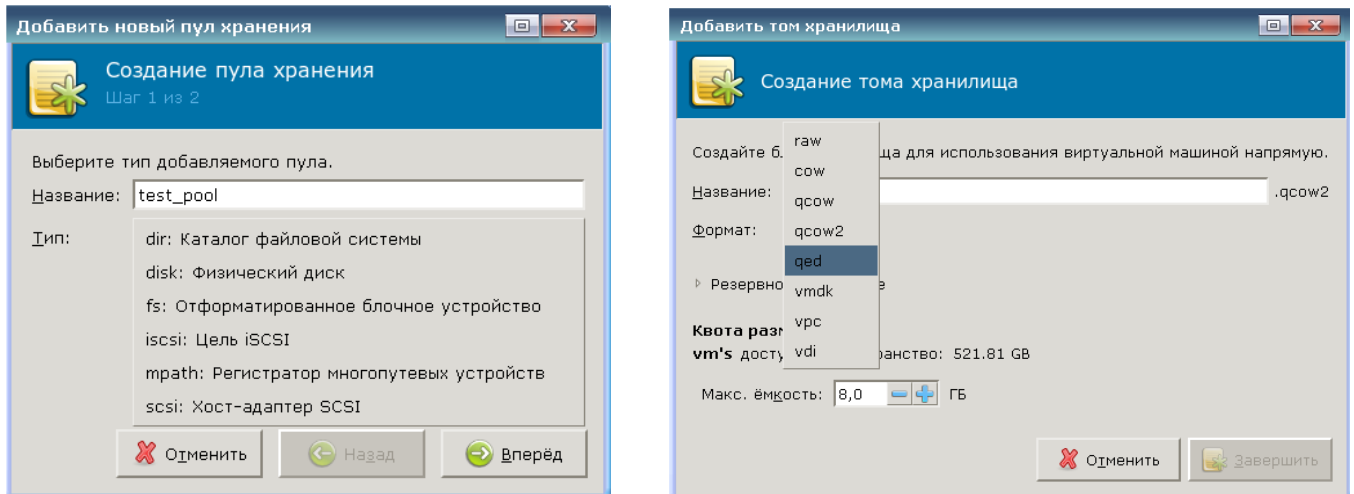 Добавить новый пул хранения
Создание пула хранения
Шаг 1 из 2
Выберите тип добавляемого пула.
Название: test_pool
Тип:
dir: Каталог файловой системы
disk: Физический диск
fs: Отформатированное блочное устройство
iscsi: Цель iSCSI
mpath: Регистратор многопутевых устройств
scsi: Хост-адаптер SCSI
Отменить Назад Вперёд
Добавить том хранилища
Создание тома хранилища
Создайте б ща для использования виртуальной машиной напрямую.
Название: .qcow2
Формат:
raw
cow
qcow
qcow2
qed
vmdk
vpc
vdi
Резервно е
Квота раз
vm's досту ранство: 521.81 GB
Макс. ёмкость: 8,0 ГБ
Отменить Завершить